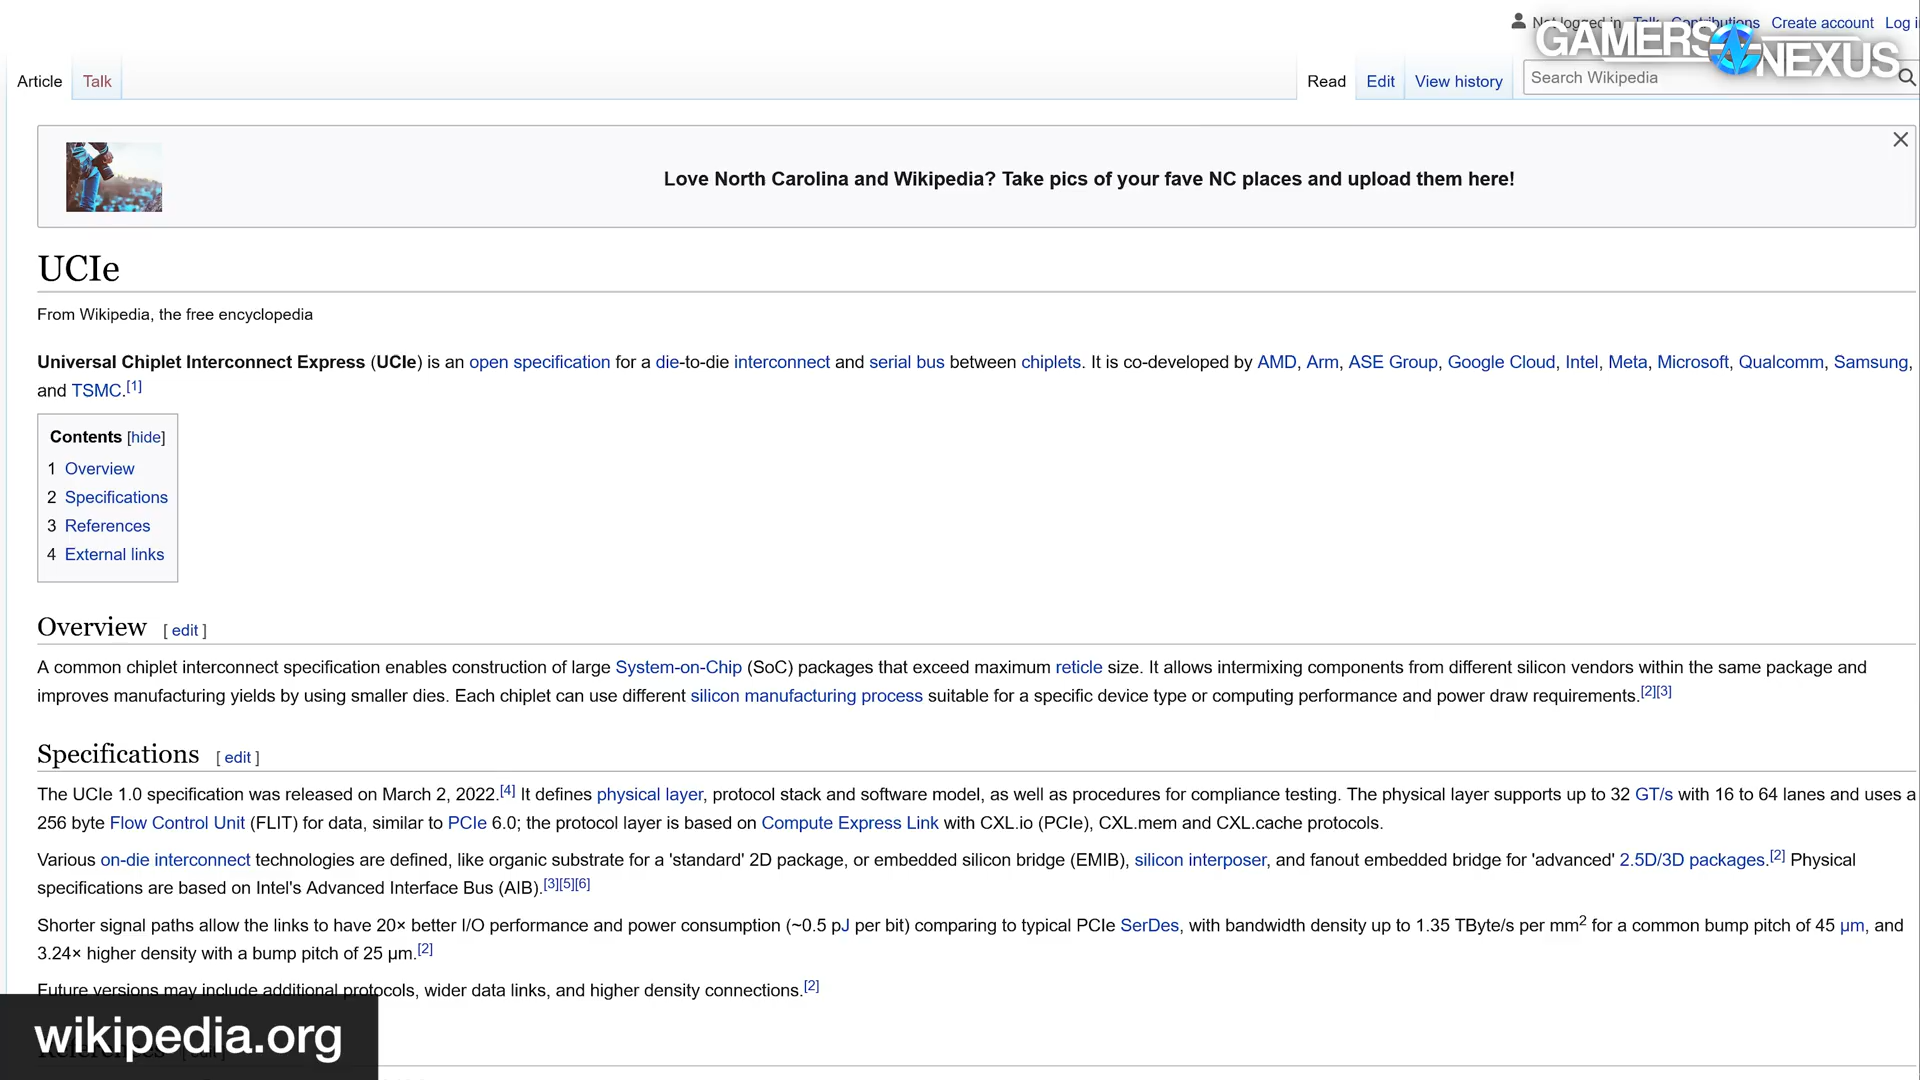 Not logged in Talk Contributions Create account Log i
GAMERS NEXUS
Article Talk Read Edit View history Search Wikipedia
Love North Carolina and Wikipedia? Take pics of your fave NC places and upload them here!
UCIe
From Wikipedia, the free encyclopedia
Universal Chiplet Interconnect Express (UCIe) is an open specification for a die-to-die interconnect and serial bus between chiplets. It is co-developed by AMD, Arm, ASE Group, Google Cloud, Intel, Meta, Microsoft, Qualcomm, Samsung,
and TSMC.[1]
Contents [hide]
1 Overview
2 Specifications
3 References
4 External links
Overview [ edit ]
A common chiplet interconnect specification enables construction of large System-on-Chip (SoC) packages that exceed maximum reticle size. It allows intermixing components from different silicon vendors within the same package and
improves manufacturing yields by using smaller dies. Each chiplet can use different silicon manufacturing process suitable for a specific device type or computing performance and power draw requirements.[2][3]
Specifications [ edit ]
The UCIe 1.0 specification was released on March 2, 2022.[4] It defines physical layer, protocol stack and software model, as well as procedures for compliance testing. The physical layer supports up to 32 GT/s with 16 to 64 lanes and uses a
256 byte Flow Control Unit (FLIT) for data, similar to PCIe 6.0; the protocol layer is based on Compute Express Link with CXL.io (PCIe), CXL.mem and CXL.cache protocols.
Various on-die interconnect technologies are defined, like organic substrate for a 'standard' 2D package, or embedded silicon bridge (EMIB), silicon interposer, and fanout embedded bridge for 'advanced' 2.5D/3D packages.[2] Physical
specifications are based on Intel's Advanced Interface Bus (AIB).[3][5][6]
Shorter signal paths allow the links to have 20× better I/O performance and power consumption (~0.5 pJ per bit) comparing to typical PCIe SerDes, with bandwidth density up to 1.35 TByte/s per mm2 for a common bump pitch of 45 μm, and
3.24× higher density with a bump pitch of 25 μm.[2]
Future versions may include additional protocols, wider data links, and higher density connections.[2]
wikipedia.org